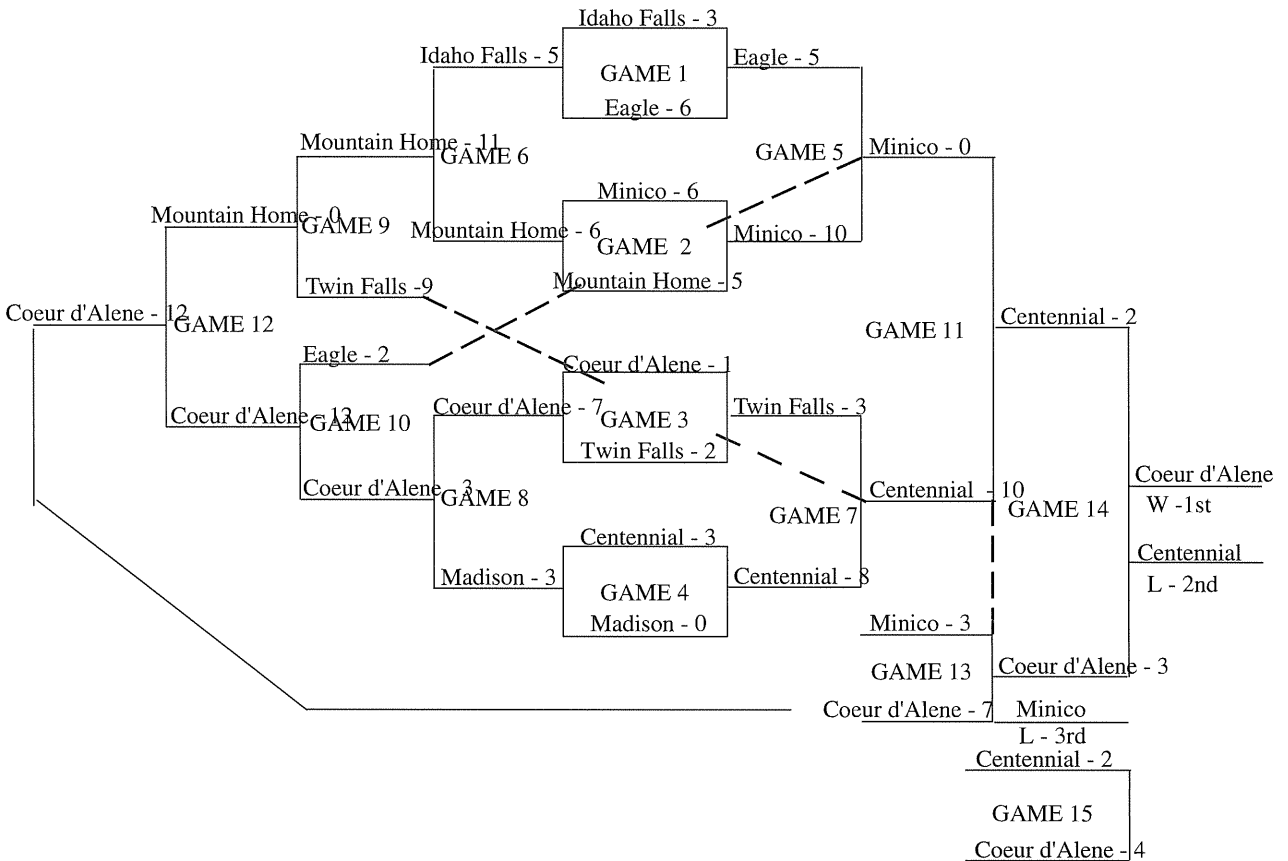 Idaho Falls - 3
Idaho Falls - 5
GAME 1
Eagle - 5
Eagle - 6
Mountain Home - 11
GAME 6
GAME 5
Minico - 0
Minico - 6
Mountain Home - 0
GAME 9
Mountain Home - 6
GAME 2
Minico - 10
Twin Falls -9
Mountain Home - 5
Coeur d'Alene - 12
GAME 12
GAME 11
Centennial - 2
Eagle - 2
Coeur d'Alene - 1
Coeur d'Alene - 12
GAME 10
Coeur d'Alene - 7
GAME 3
Twin Falls - 3
Twin Falls - 2
Coeur d'Alene - 3
GAME 8
GAME 7
Centennial - 10
GAME 14
Coeur d'Alene
W -1st
Centennial - 3
Centennial
L - 2nd
Madison - 3
GAME 4
Centennial - 8
Madison - 0
Minico - 3
GAME 13
Coeur d'Alene - 3
Coeur d'Alene - 7
Minico
L - 3rd
Centennial - 2
GAME 15
Coeur d'Alene - 4